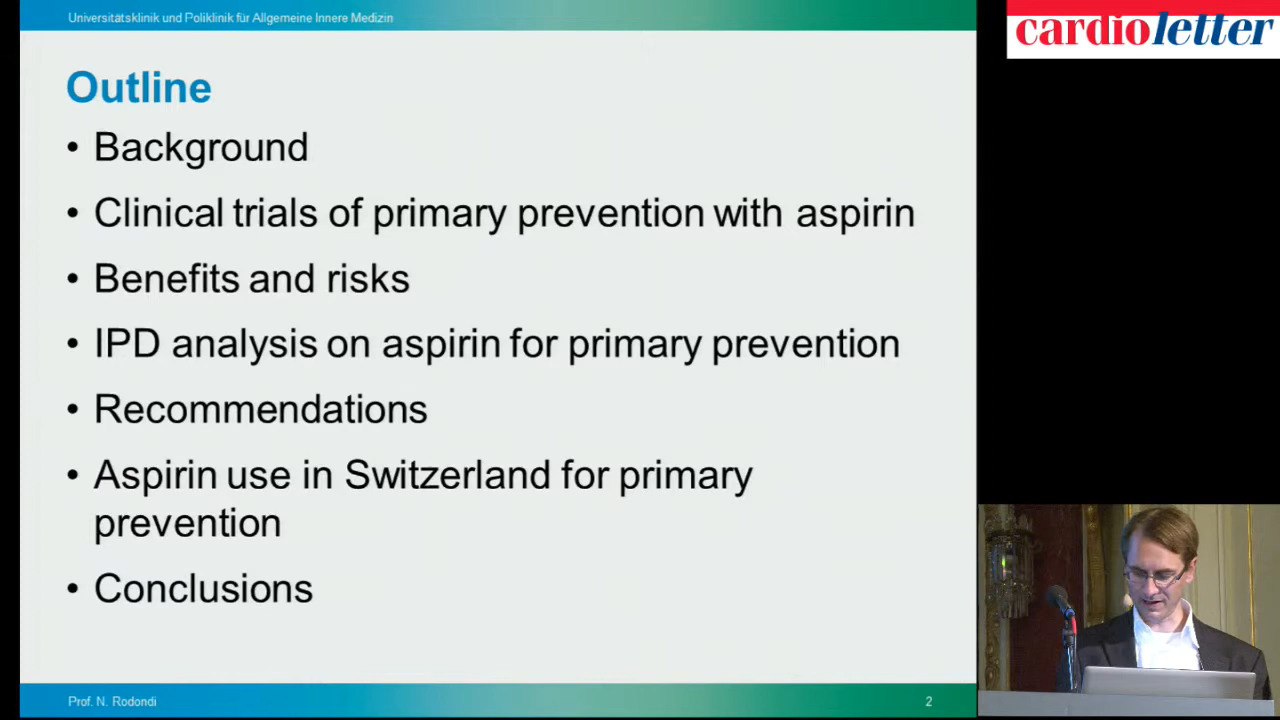 Universitätsklinik und Poliklinik für Allgemeine Innere Medizin
cardioletter
Outline
• Background
• Clinical trials of primary prevention with aspirin
• Benefits and risks
• IPD analysis on aspirin for primary prevention
• Recommendations
• Aspirin use in Switzerland for primary
prevention
• Conclusions
Prof. N. Rodondi
2